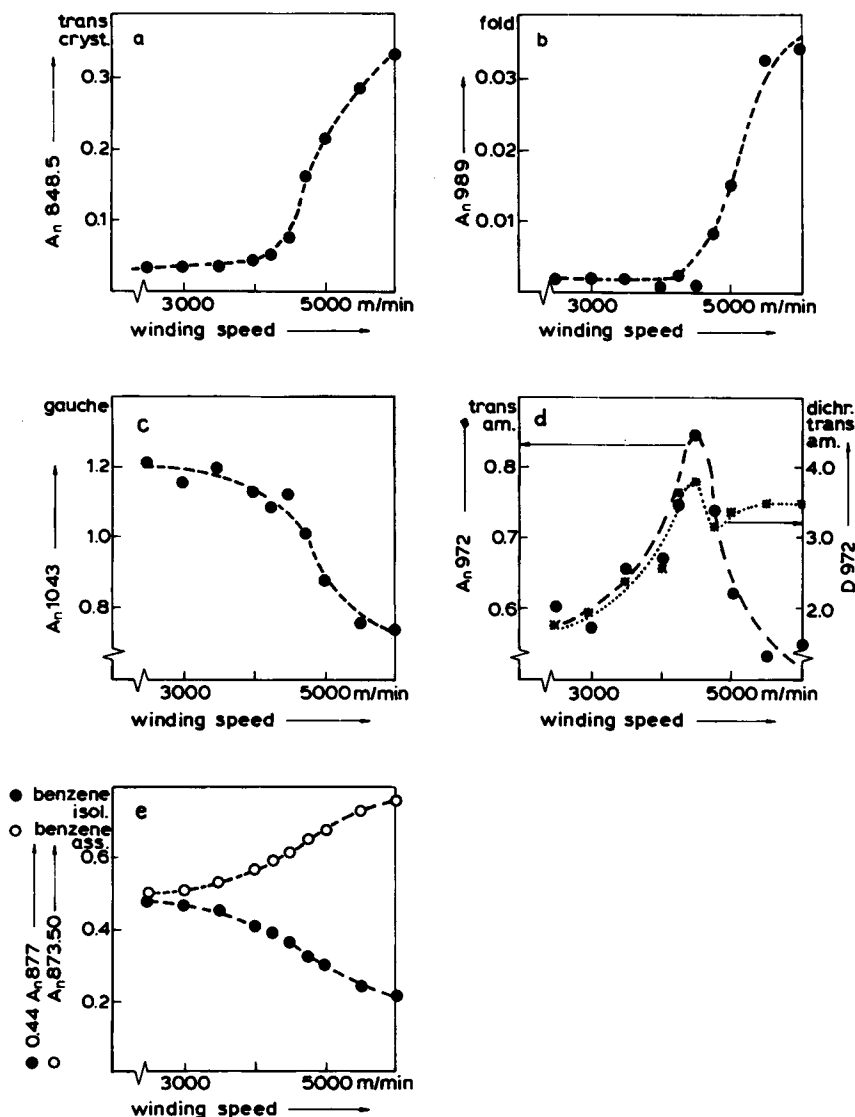 trans
cryst.
a
0.3
0.2
0.1
An 848.5
3000 5000 m/min
winding speed
fold
b
0.03
0.02
0.01
An 989
3000 5000 m/min
winding speed
gauche
c
1.2
1.0
0.8
An 1043
3000 5000 m/min
winding speed
trans
am.
d
dichr.
trans
am.
0.8
0.7
0.6
An 972
4.0
3.0
2.0
D 972
3000 5000 m/min
winding speed
benzene
isol.
benzene
ass.
e
0.6
0.4
0.2
0.44 An 877
An 873.50
3000 5000 m/min
winding speed